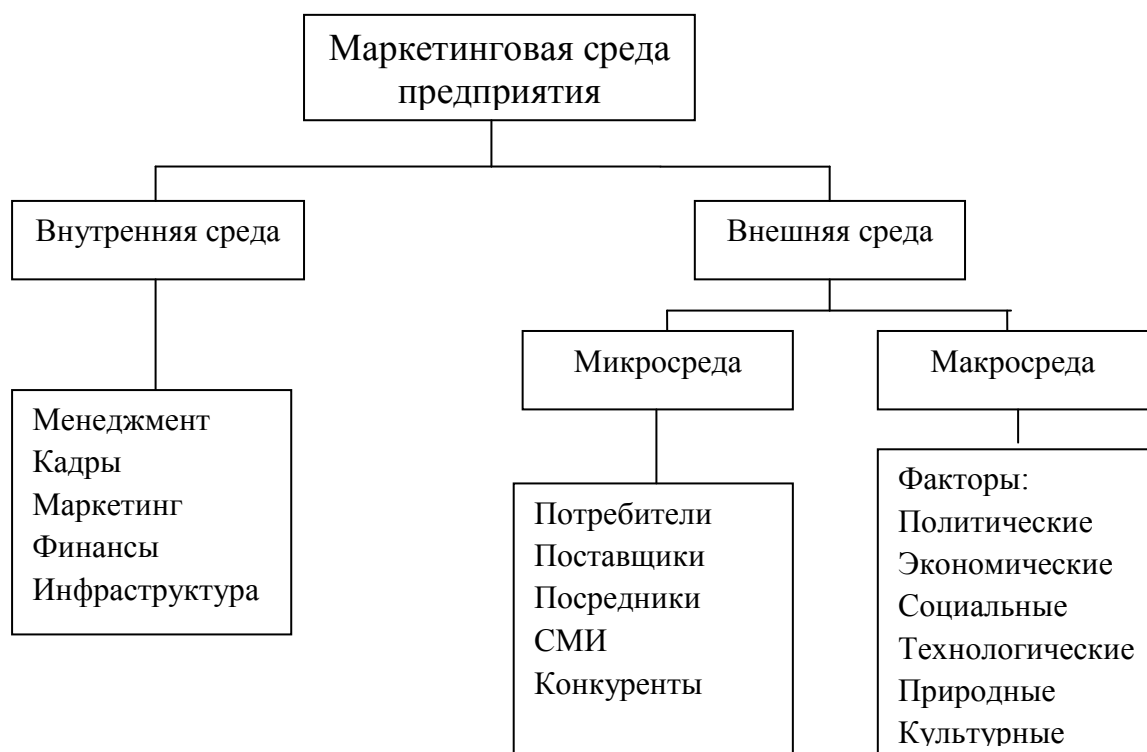 Маркетинговая среда
предприятия
Внутренняя среда
Внешняя среда
Микросреда
Макросреда
Менеджмент
Кадры
Маркетинг
Финансы
Инфраструктура
Потребители
Поставщики
Посредники
СМИ
Конкуренты
Факторы:
Политические
Экономические
Социальные
Технологические
Природные
Культурные